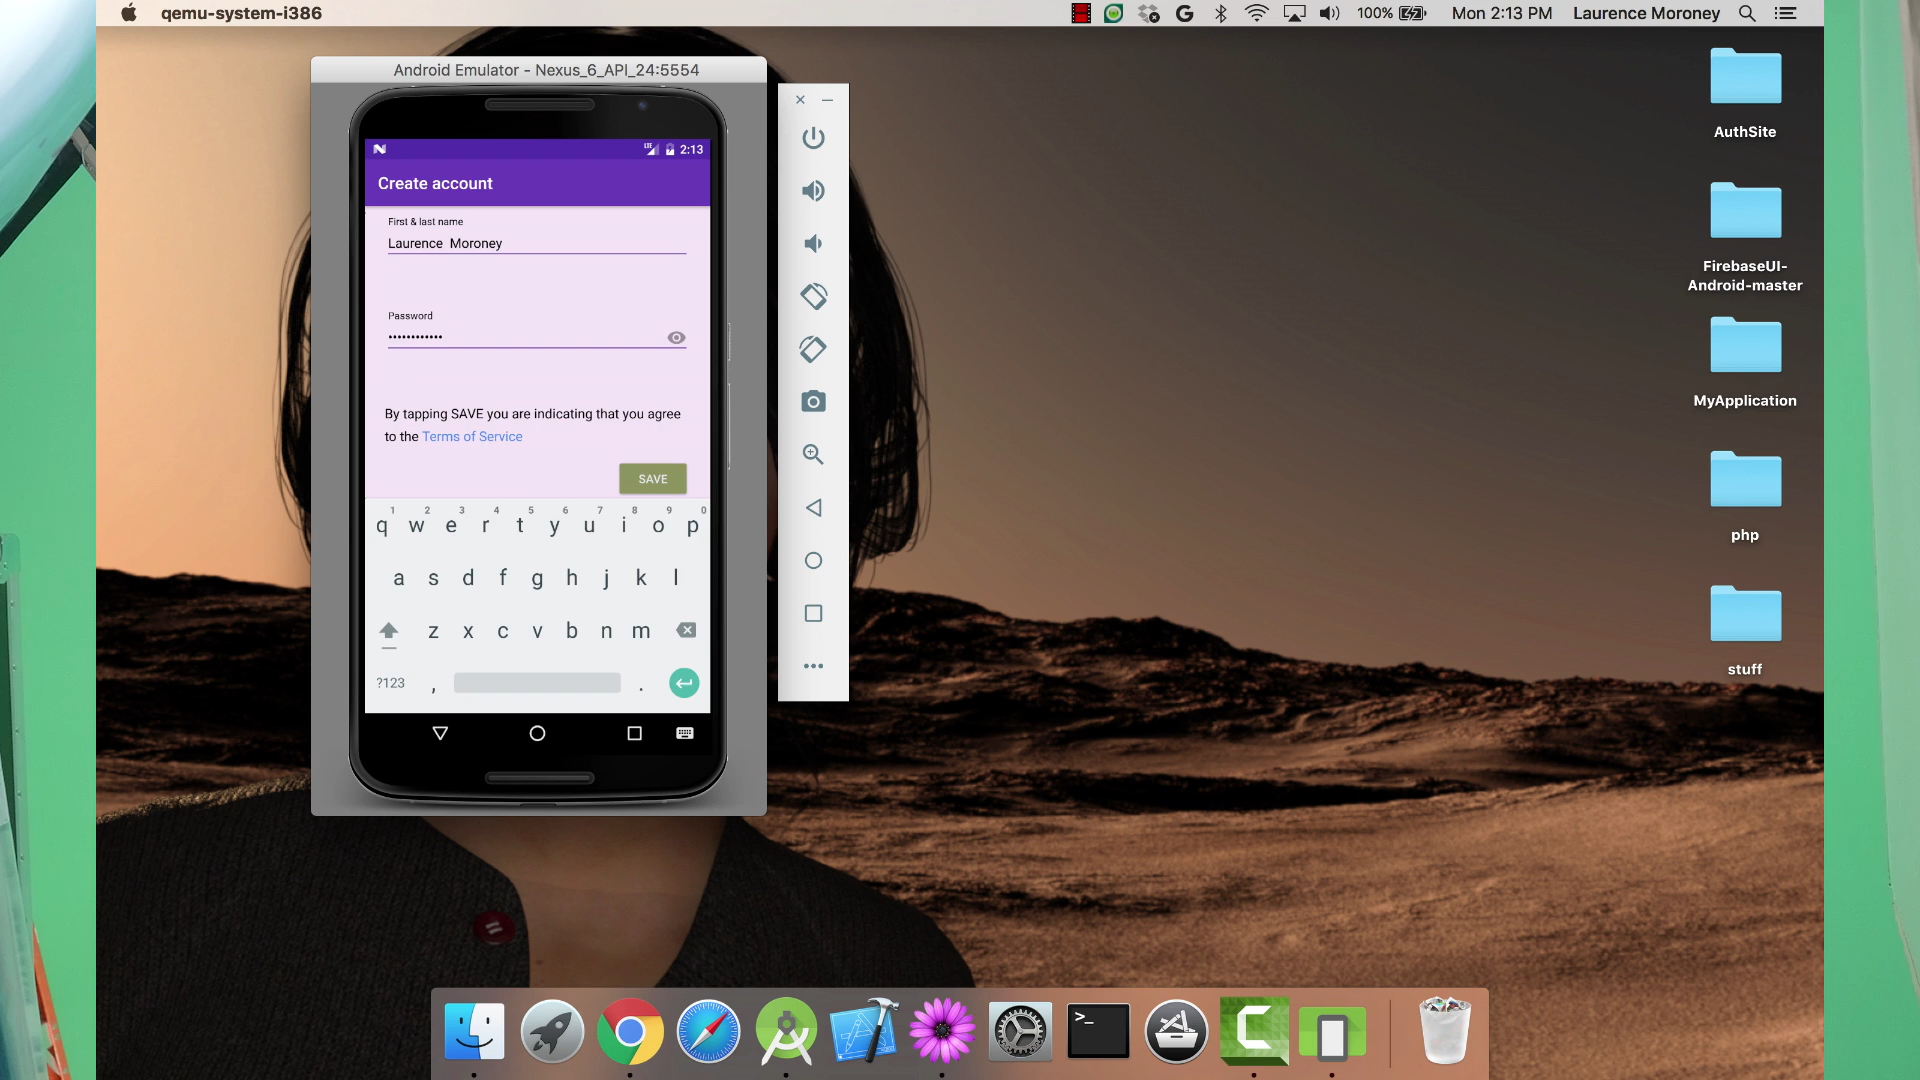 qemu-system-i386
100%
Mon 2:13 PM
Laurence Moroney
Android Emulator - Nexus_6_API_24:5554
LTE
2:13
Create account
First & last name
Laurence  Moroney
Password
••••••••••••
By tapping SAVE you are indicating that you agree
to the Terms of Service
SAVE
1 2 3 4 5 6 7 8 9 0
q w e r t y u i o p
a s d f g h j k l
z x c v b n m
?123 , .
AuthSite
FirebaseUI-
Android-master
MyApplication
php
stuff
>_